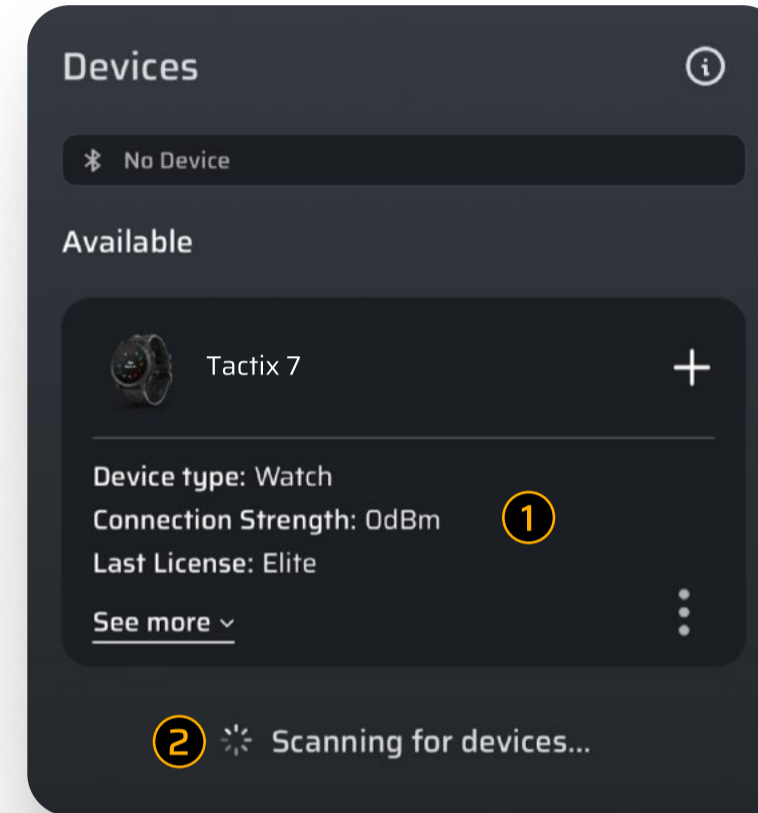 Devices
No Device
Available
Tactix 7
Device type: Watch
Connection Strength: 0dBm
1
Last License: Elite
See more
2 Scanning for devices...